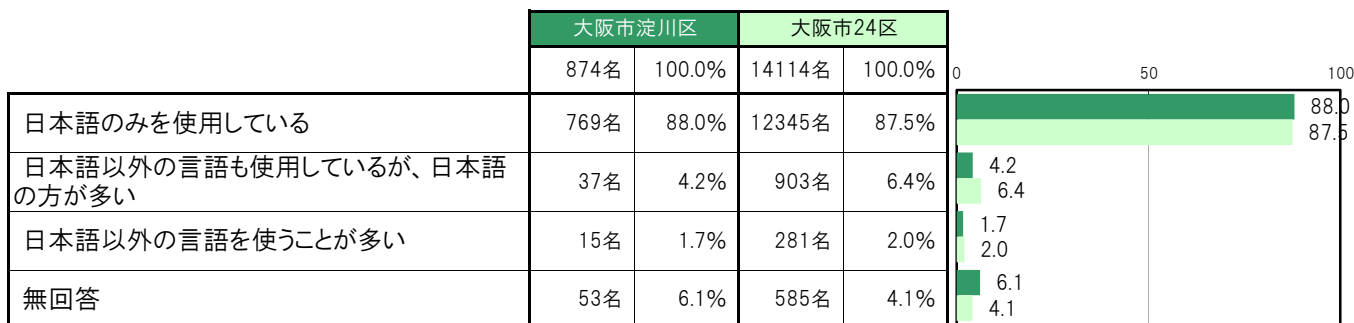 大阪市淀川区 大阪市24区
874名 100.0% 14114名 100.0% 0 50 100
日本語のみを使用している 769名 88.0% 12345名 87.5% 88.0
87.5
日本語以外の言語も使用しているが、日本語
の方が多い 37名 4.2% 903名 6.4% 4.2
6.4
日本語以外の言語を使うことが多い 15名 1.7% 281名 2.0% 1.7
2.0
無回答 53名 6.1% 585名 4.1% 6.1
4.1